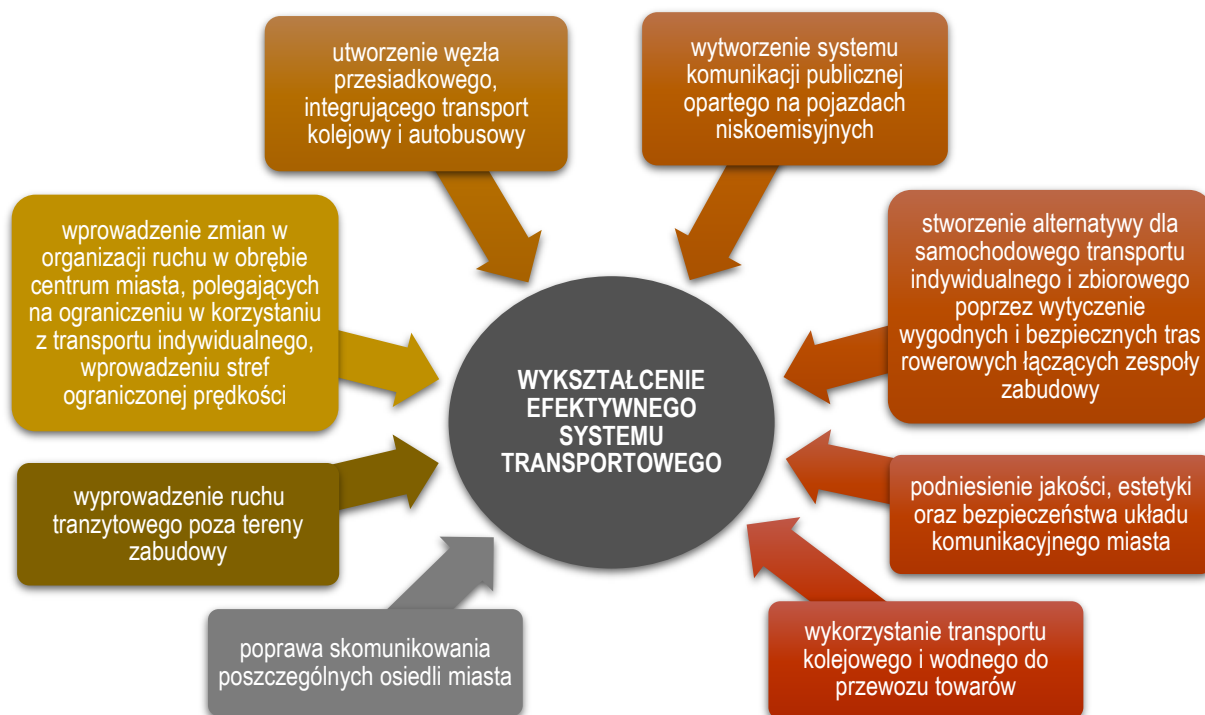 utworzenie węzła
przesiadkowego,
integrującego transport
kolejowy i autobusowy
wytworzenie systemu
komunikacji publicznej
opartego na pojazdach
niskoemisyjnych
wprowadzenie zmian w
organizacji ruchu w obrębie
centrum miasta, polegających
na ograniczeniu w korzystaniu
z transportu indywidualnego,
wprowadzeniu stref
ograniczonej prędkości
stworzenie alternatywy dla
samochodowego transportu
indywidualnego i zbiorowego
poprzez wytyczenie
wygodnych i bezpiecznych tras
rowerowych łączących zespoły
zabudowy
WYKSZTAŁCENIE
EFEKTYWNEGO
SYSTEMU
TRANSPORTOWEGO
wyprowadzenie ruchu
tranzytowego poza tereny
zabudowy
podniesienie jakości, estetyki
oraz bezpieczeństwa układu
komunikacyjnego miasta
poprawa skomunikowania
poszczególnych osiedli miasta
wykorzystanie transportu
kolejowego i wodnego do
przewozu towarów